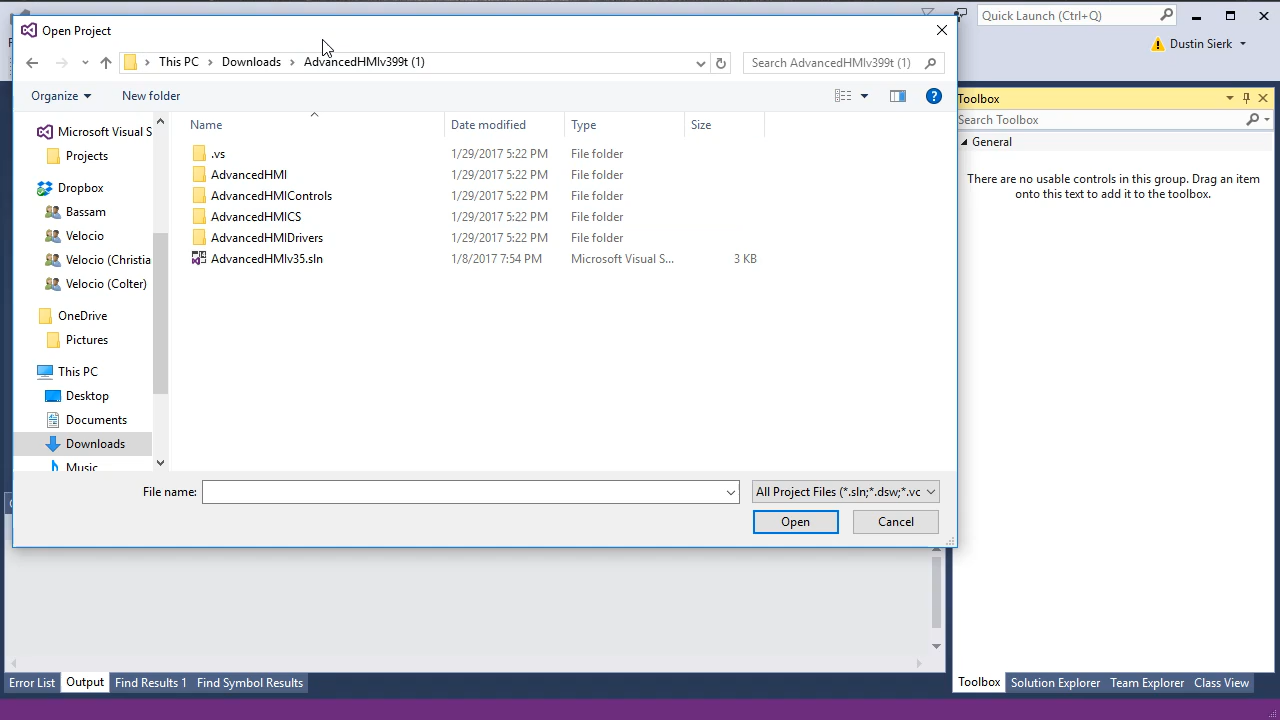 Open Project
Quick Launch (Ctrl+Q)
Dustin Sierk
This PC
Downloads
AdvancedHMIv399t (1)
Search AdvancedHMIv399t (1)
Organize
New folder
Toolbox
Search Toolbox
General
There are no usable controls in this group. Drag an item
onto this text to add it to the toolbox.
Microsoft Visual S
Projects
Dropbox
Bassam
Velocio
Velocio (Christia
Velocio (Colter)
OneDrive
Pictures
This PC
Desktop
Documents
Downloads
Music
Name Date modified Type Size
.vs 1/29/2017 5:22 PM File folder
AdvancedHMI 1/29/2017 5:22 PM File folder
AdvancedHMIControls 1/29/2017 5:22 PM File folder
AdvancedHMICS 1/29/2017 5:22 PM File folder
AdvancedHMIDrivers 1/29/2017 5:22 PM File folder
AdvancedHMIv35.sln 1/8/2017 7:54 PM Microsoft Visual S... 3 KB
File name:
All Project Files (*.sln;*.dsw;*.vc
Open
Cancel
Error List
Output
Find Results 1
Find Symbol Results
Toolbox
Solution Explorer
Team Explorer
Class View